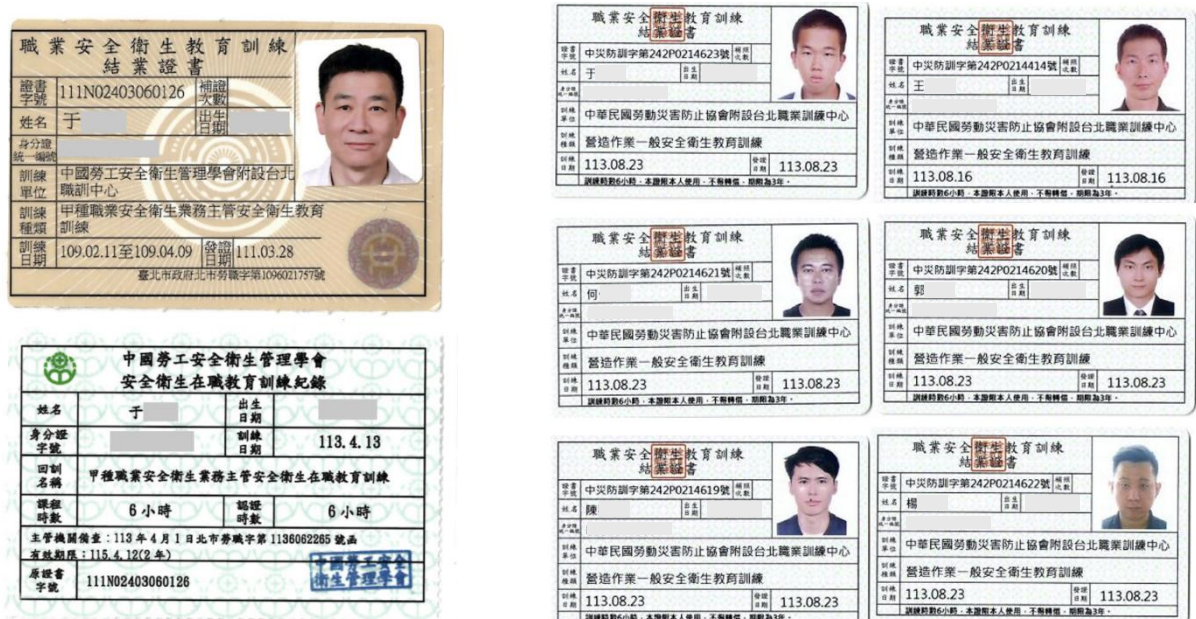 職業安全衛生教育訓練
結業證書
證書字號 111N02403060126 補證次數
姓名 于 出生日期
身分證統一編號
訓練單位 中國勞工安全衛生管理學會附設台北職訓中心
訓練種類 甲種職業安全衛生業務主管安全衛生教育訓練
訓練日期 109.02.11至109.04.09 發證日期 111.03.28
臺北市政府北市勞職字第1096021757號
中國勞工安全衛生管理學會
安全衛生在職教育訓練紀錄
姓名 于 出生日期
身分證字號 訓練日期 113.4.13
回訓名稱 甲種職業安全衛生業務主管安全衛生在職教育訓練
課程時數 6小時 認證時數 6小時
主管機關備查:113年4月1日北市勞職字第1136062265號函
有效期限:115.4.12(2年)
原證書字號 111N02403060126
中國勞工安全
衛生管理學會
職業安全衛生教育訓練
結業證書
證書字號 中災防訓字第242P0214623號 補照次數
姓名 于 出生日期
身分證統一編號
訓練單位 中華民國勞動災害防止協會附設台北職業訓練中心
訓練種類 營造作業一般安全衛生教育訓練
訓練日期 113.08.23 發證日期 113.08.23
訓練時數6小時,本證限本人使用,不得轉借,期限為3年。
職業安全衛生教育訓練
結業證書
證書字號 中災防訓字第242P0214414號 補照次數
姓名 王 出生日期
身分證統一編號
訓練單位 中華民國勞動災害防止協會附設台北職業訓練中心
訓練種類 營造作業一般安全衛生教育訓練
訓練日期 113.08.16 發證日期 113.08.16
訓練時數6小時,本證限本人使用,不得轉借,期限為3年。
職業安全衛生教育訓練
結業證書
證書字號 中災防訓字第242P0214621號 補照次數
姓名 何 出生日期
身分證統一編號
訓練單位 中華民國勞動災害防止協會附設台北職業訓練中心
訓練種類 營造作業一般安全衛生教育訓練
訓練日期 113.08.23 發證日期 113.08.23
訓練時數6小時,本證限本人使用,不得轉借,期限為3年。
職業安全衛生教育訓練
結業證書
證書字號 中災防訓字第242P0214620號 補照次數
姓名 郭 出生日期
身分證統一編號
訓練單位 中華民國勞動災害防止協會附設台北職業訓練中心
訓練種類 營造作業一般安全衛生教育訓練
訓練日期 113.08.23 發證日期 113.08.23
訓練時數6小時,本證限本人使用,不得轉借,期限為3年。
職業安全衛生教育訓練
結業證書
證書字號 中災防訓字第242P0214619號 補照次數
姓名 陳 出生日期
身分證統一編號
訓練單位 中華民國勞動災害防止協會附設台北職業訓練中心
訓練種類 營造作業一般安全衛生教育訓練
訓練日期 113.08.23 發證日期 113.08.23
訓練時數6小時,本證限本人使用,不得轉借,期限為3年。
職業安全衛生教育訓練
結業證書
證書字號 中災防訓字第242P0214622號 補照次數
姓名 楊 出生日期
身分證統一編號
訓練單位 中華民國勞動災害防止協會附設台北職業訓練中心
訓練種類 營造作業一般安全衛生教育訓練
訓練日期 113.08.23 發證日期 113.08.23
訓練時數6小時,本證限本人使用,不得轉借,期限為3年。